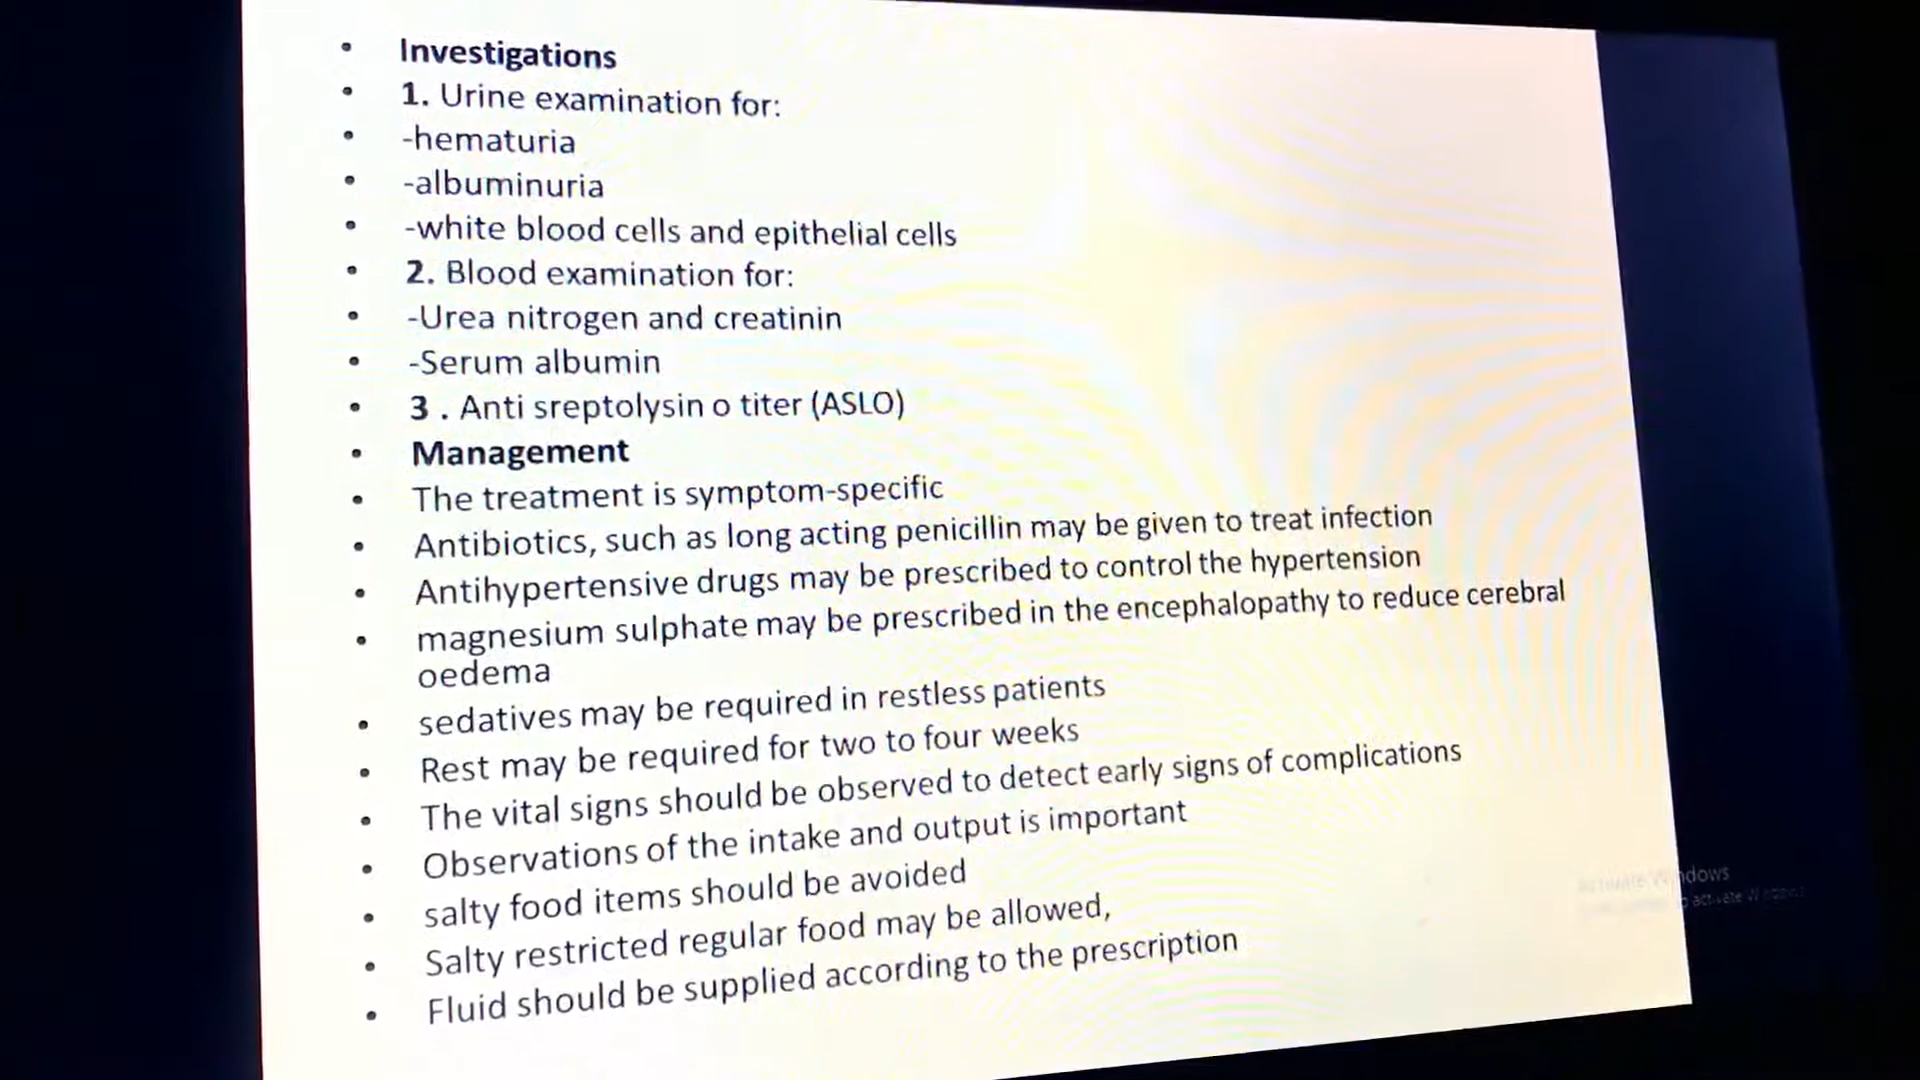 • Investigations
• 1. Urine examination for:
• -hematuria
• -albuminuria
• -white blood cells and epithelial cells
• 2. Blood examination for:
• -Urea nitrogen and creatinin
• -Serum albumin
• 3 . Anti sreptolysin o titer (ASLO)
• Management
• The treatment is symptom-specific
• Antibiotics, such as long acting penicillin may be given to treat infection
• Antihypertensive drugs may be prescribed to control the hypertension
• magnesium sulphate may be prescribed in the encephalopathy to reduce cerebral
oedema
• sedatives may be required in restless patients
• Rest may be required for two to four weeks
• The vital signs should be observed to detect early signs of complications
• Observations of the intake and output is important
• salty food items should be avoided
• Salty restricted regular food may be allowed,
• Fluid should be supplied according to the prescription
Activate Windows